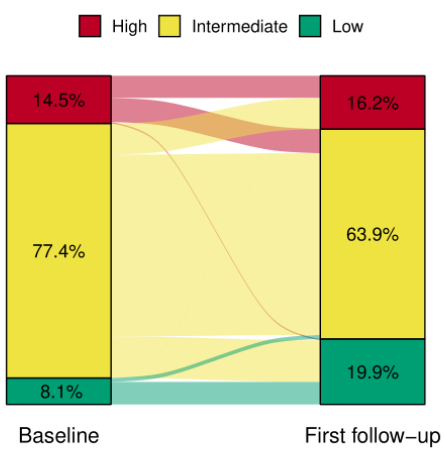 High Intermediate Low
14.5% 16.2%
77.4% 63.9%
8.1% 19.9%
Baseline First follow−up